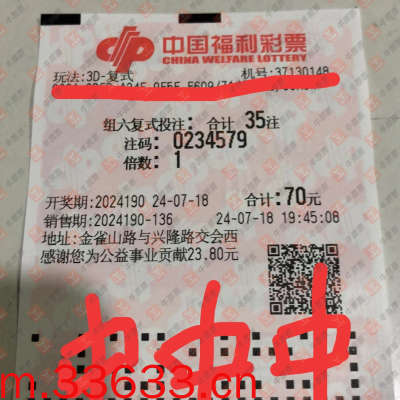 中国福利彩票
CHINA WELFARE LOTTERY
玩法:3D-复式 机号:37130148
组六复式投注: 合计 35注
注码: 0234579
倍数: 1
开奖期:2024190 24-07-18 合计:70元
销售期:2024190-136 24-07-18 19:45:08
地址:金雀山路与兴隆路交会西
感谢您为公益事业贡献23.80元
中中中
m.33633.cn